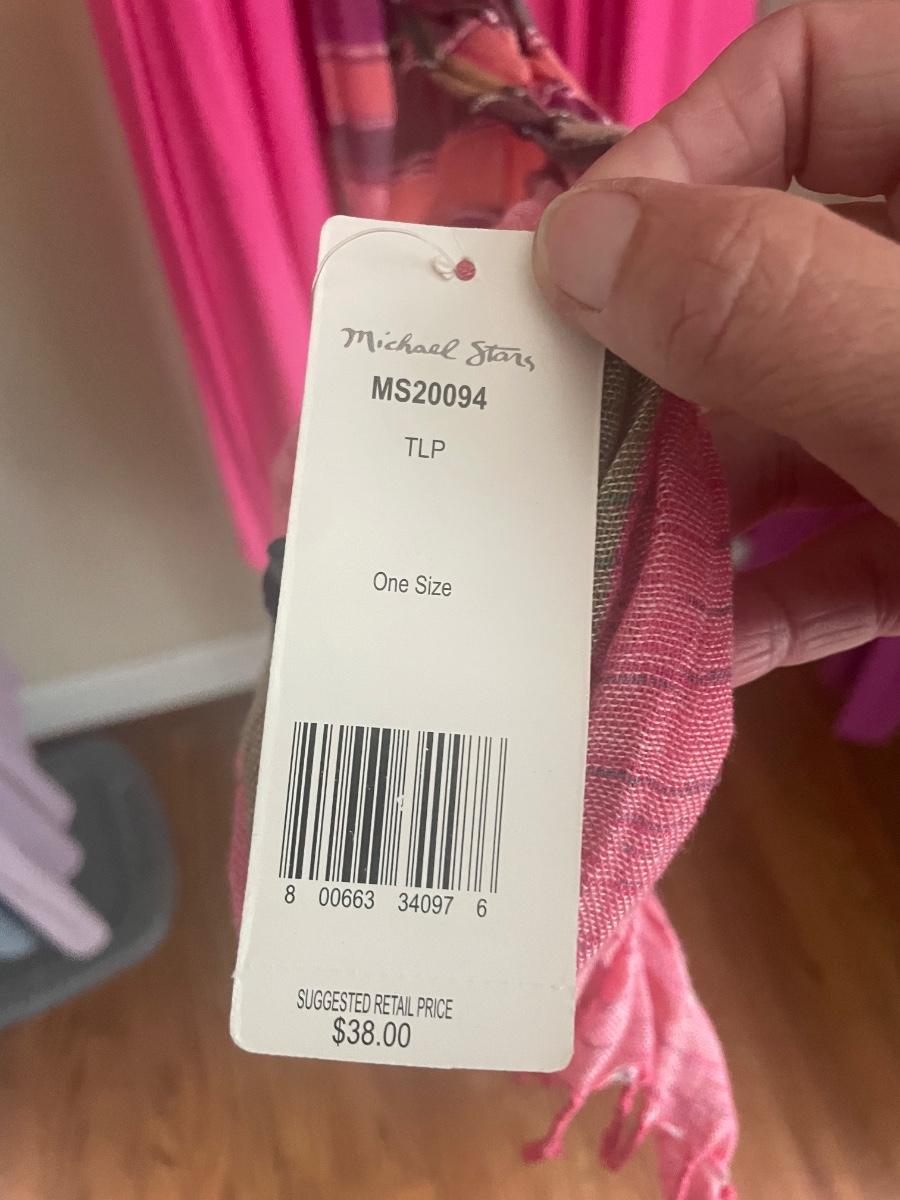 Michael Stars
MS20094
TLP
One Size
8 00663 34097 6
SUGGESTED RETAIL PRICE
$38.00